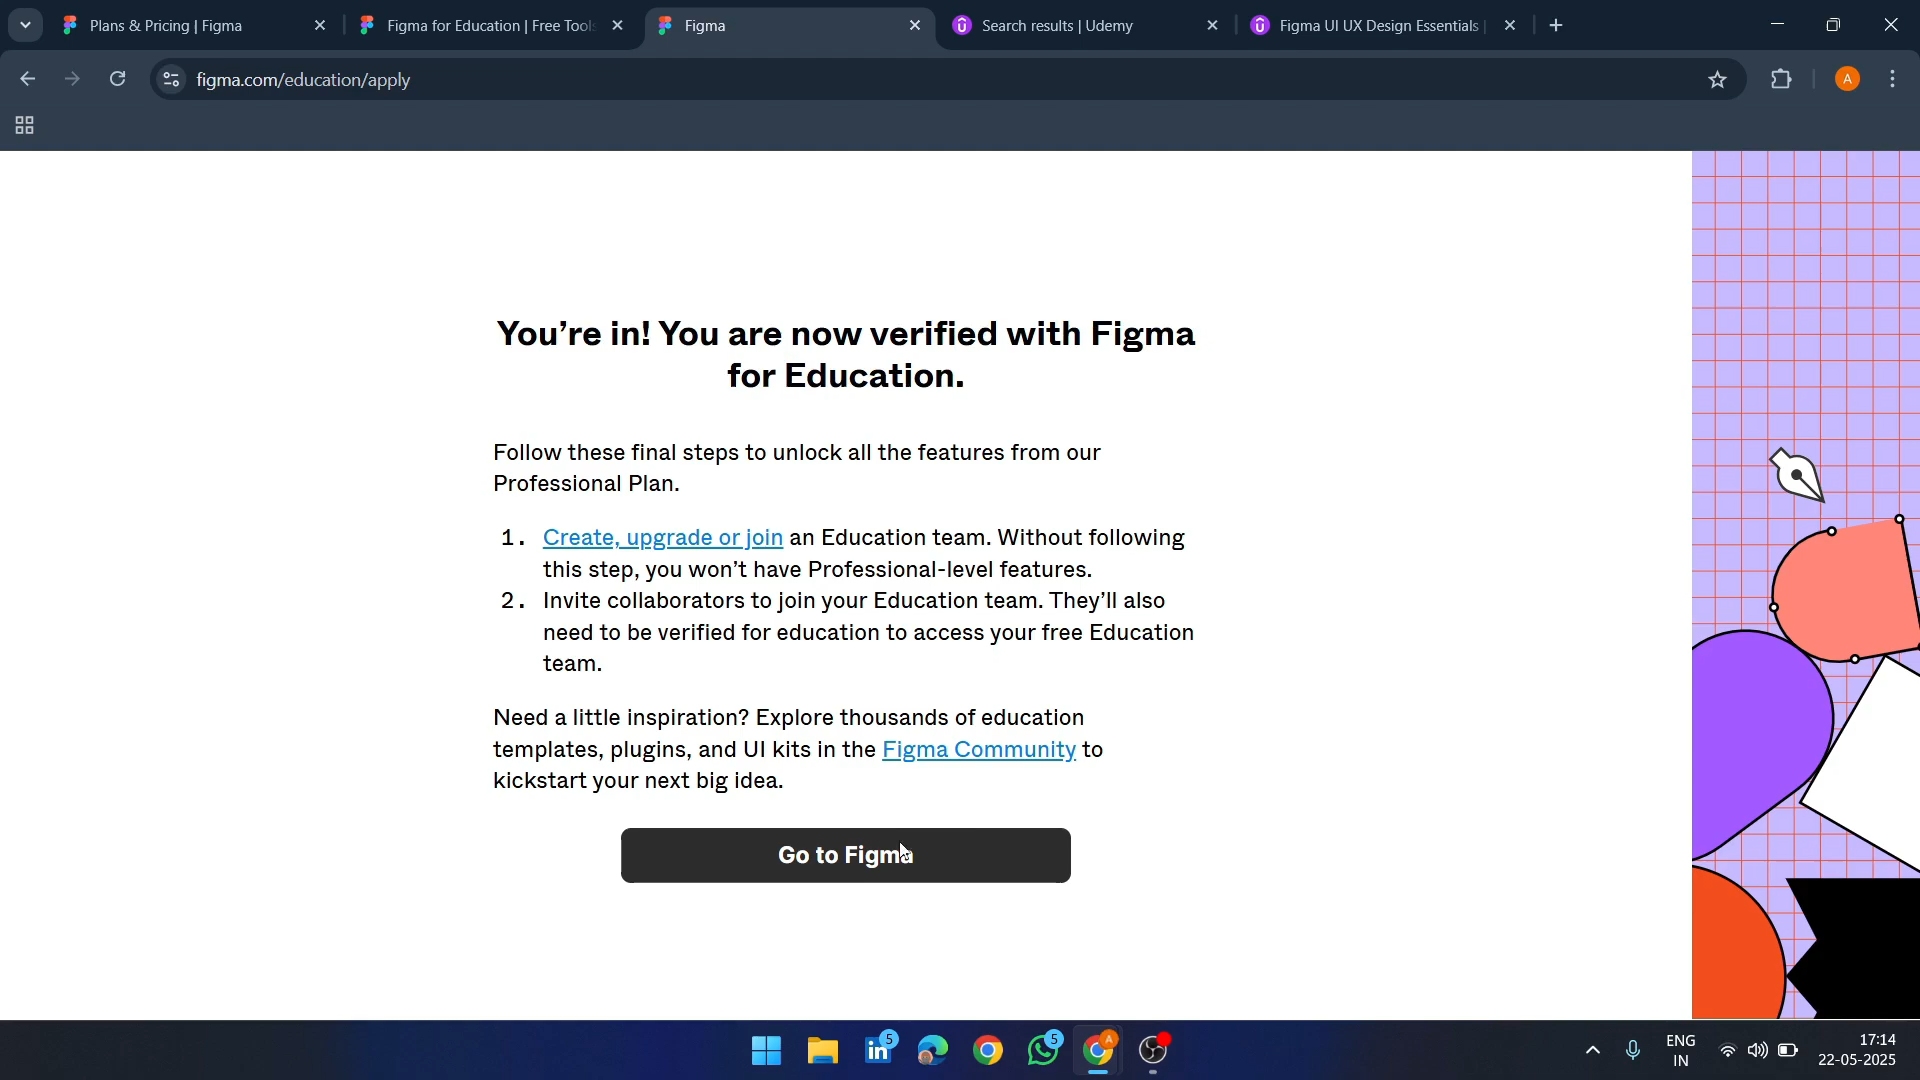 Plans & Pricing | Figma
Figma for Education | Free Tools
Figma
Search results | Udemy
Figma UI UX Design Essentials |
figma.com/education/apply
A
You’re in! You are now verified with Figma
for Education.
Follow these final steps to unlock all the features from our
Professional Plan.
1. Create, upgrade or join an Education team. Without following
this step, you won’t have Professional-level features.
2. Invite collaborators to join your Education team. They’ll also
need to be verified for education to access your free Education
team.
Need a little inspiration? Explore thousands of education
templates, plugins, and UI kits in the Figma Community to
kickstart your next big idea.
Go to Figma
in 5
5
A
ENG
IN
17:14
22-05-2025